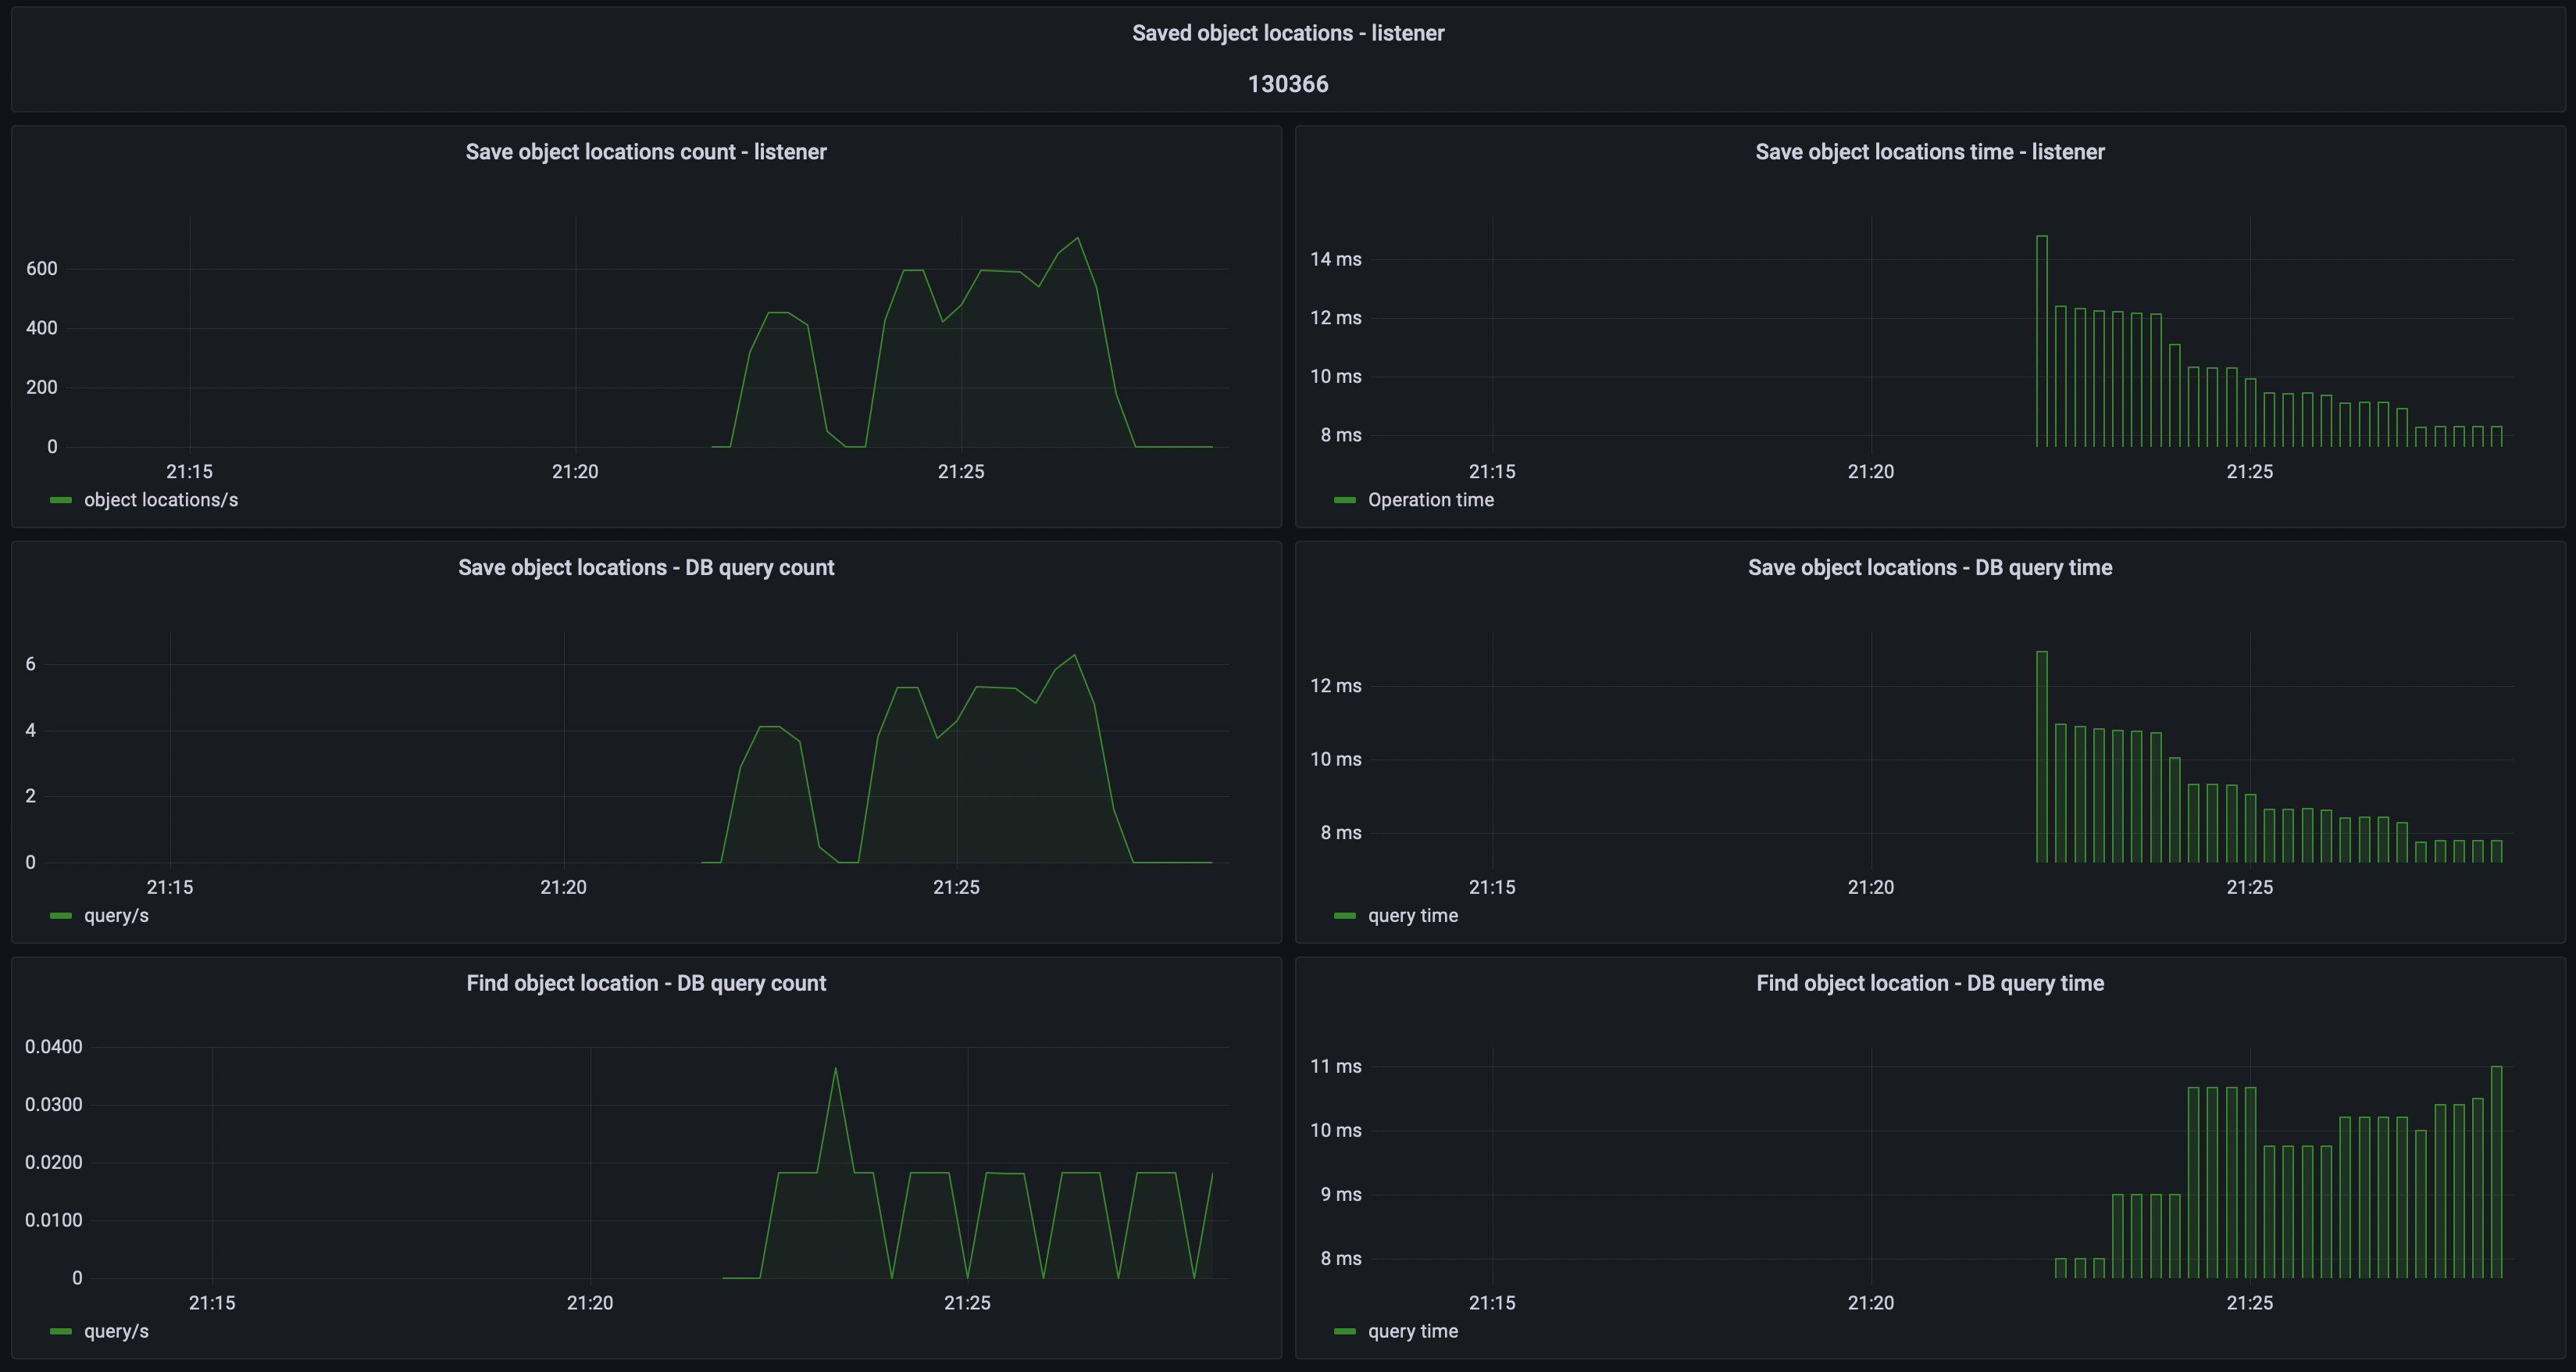 Saved object locations - listener
130366
Save object locations count - listener
600
400
200
0
21:15 21:20 21:25
object locations/s
Save object locations time - listener
14 ms
12 ms
10 ms
8 ms
21:15 21:20 21:25
Operation time
Save object locations - DB query count
6
4
2
0
21:15 21:20 21:25
query/s
Save object locations - DB query time
12 ms
10 ms
8 ms
21:15 21:20 21:25
query time
Find object location - DB query count
0.0400
0.0300
0.0200
0.0100
0
21:15 21:20 21:25
query/s
Find object location - DB query time
11 ms
10 ms
9 ms
8 ms
21:15 21:20 21:25
query time